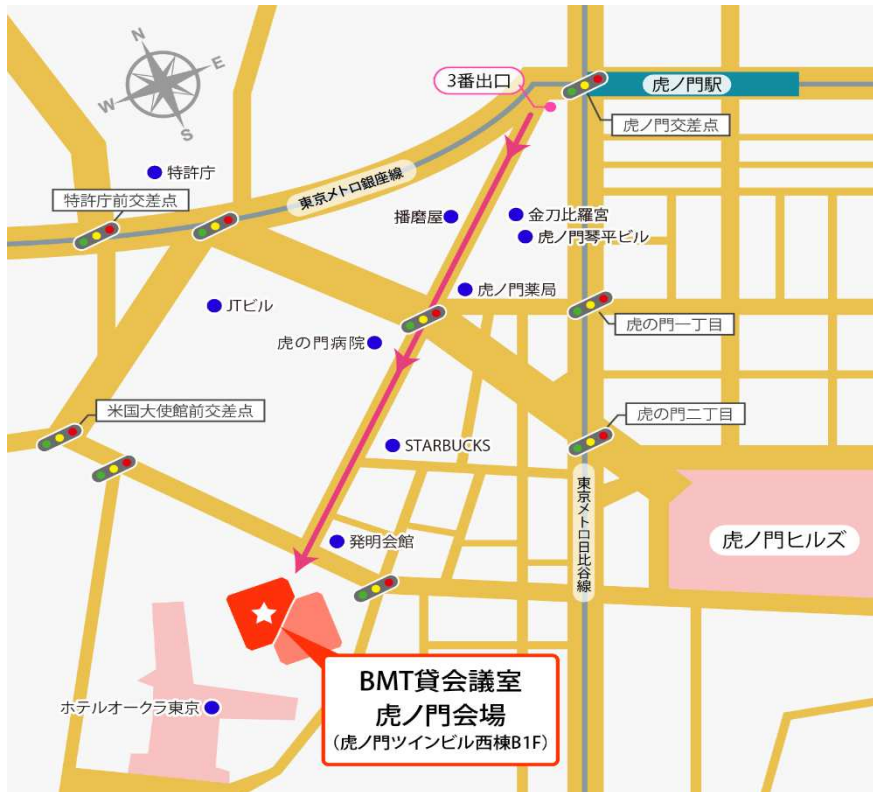 N
E
W
S
3番出口
虎ノ門駅
虎ノ門交差点
特許庁
特許庁前交差点
東京メトロ銀座線
播磨屋
金刀比羅宮
虎ノ門琴平ビル
JTビル
虎ノ門薬局
虎の門病院
虎の門一丁目
米国大使館前交差点
虎の門二丁目
STARBUCKS
東京メトロ日比谷線
発明会館
虎ノ門ヒルズ
BMT貸会議室
虎ノ門会場
(虎ノ門ツインビル西棟B1F)
ホテルオークラ東京